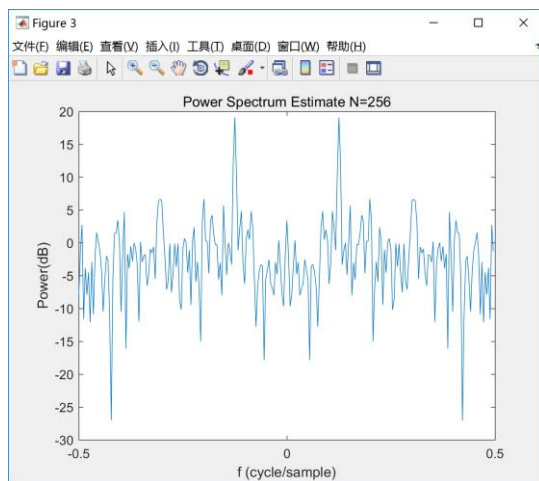 Figure 3
文件(F) 编辑(E) 查看(V) 插入(I) 工具(T) 桌面(D) 窗口(W) 帮助(H)
Power Spectrum Estimate N=256
20
15
10
5
0
-5
-10
-15
-20
-25
-30
Power(dB)
-0.5 0 0.5
f (cycle/sample)